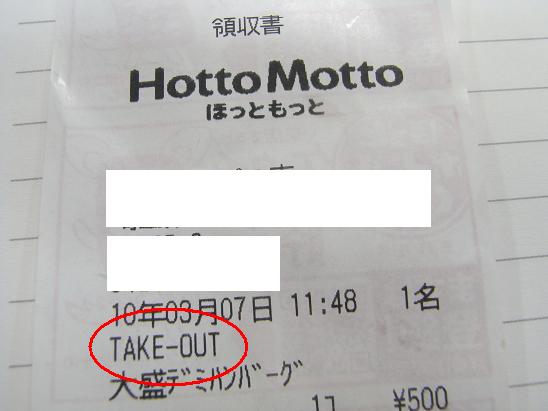 領収書
HottoMotto
ほっともっと
10年03月07日 11:48 1名
TAKE-OUT
大盛デミハンバーグ
¥500